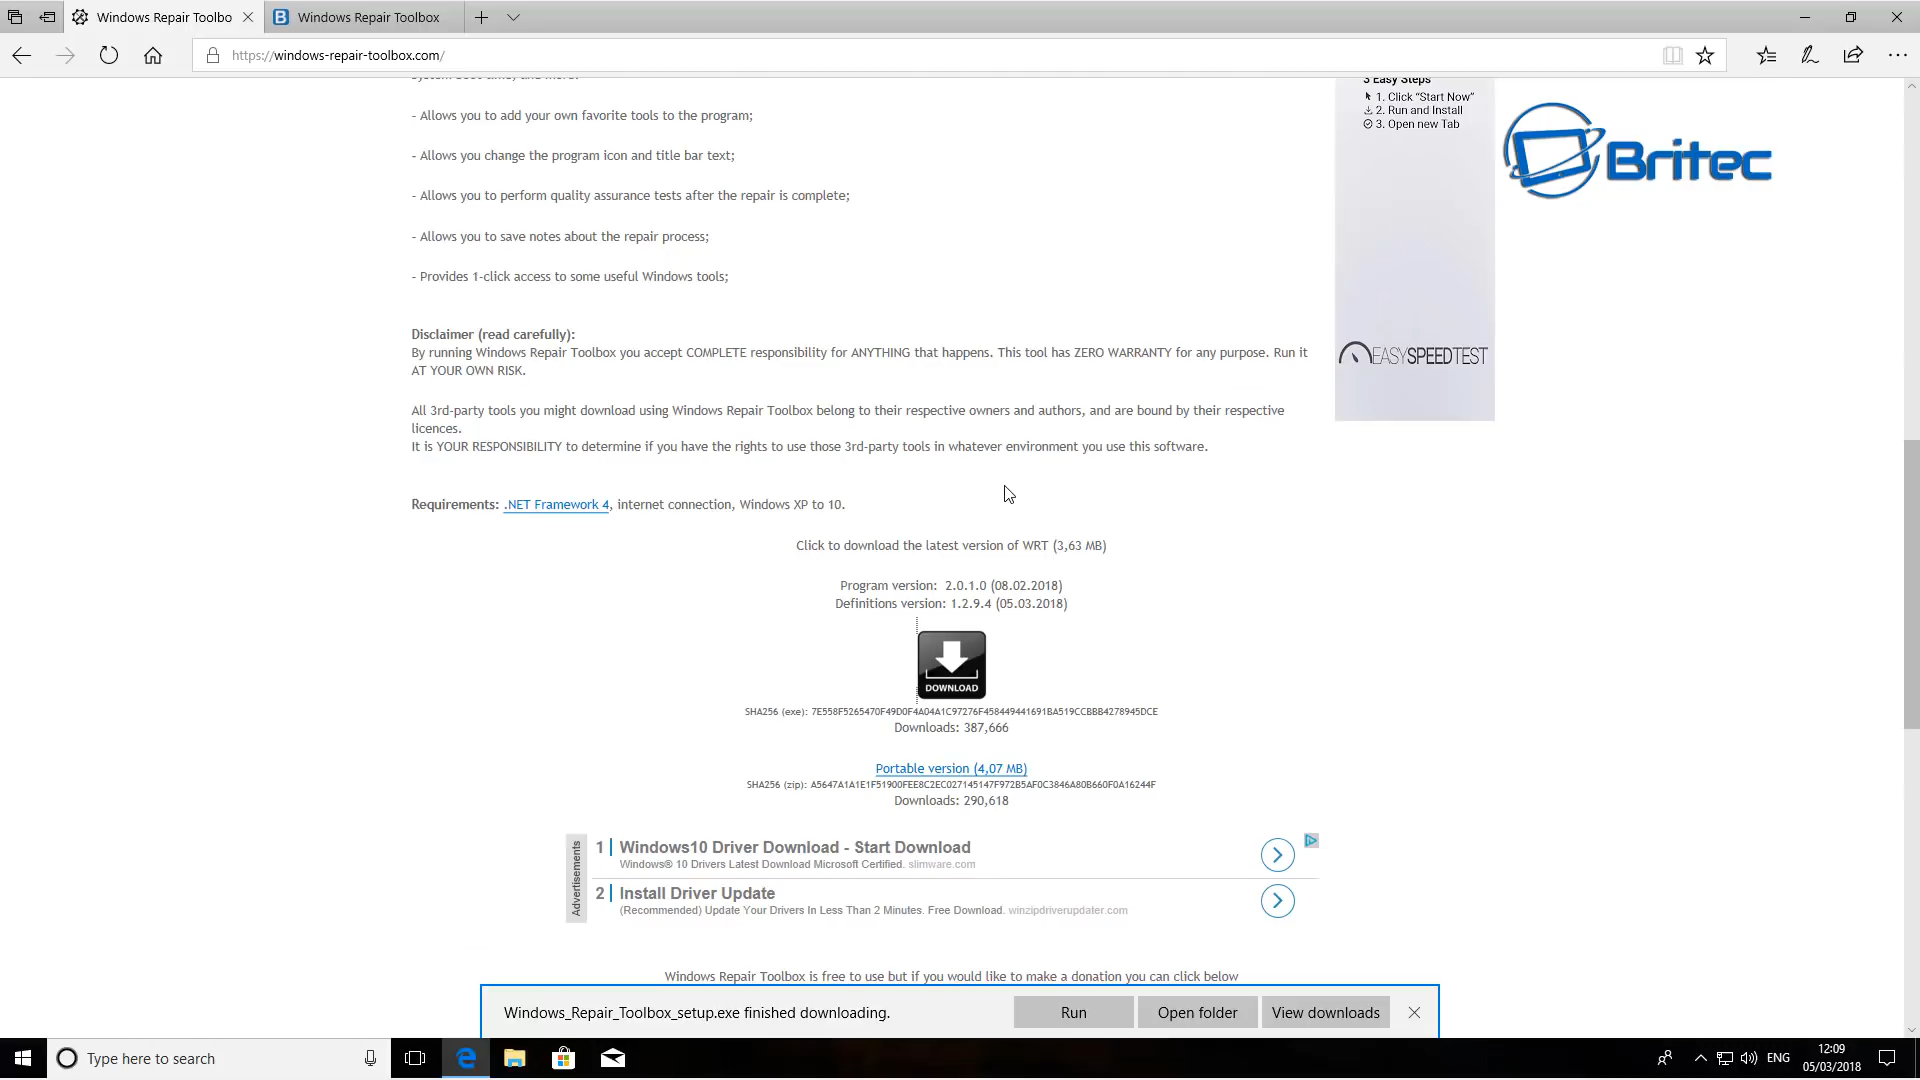 Windows Repair Toolbo
Windows Repair Toolbox
https://windows-repair-toolbox.com/
3 Easy Steps
1. Click "Start Now"
2. Run and Install
3. Open new Tab
Britec
- Allows you to add your own favorite tools to the program;
- Allows you change the program icon and title bar text;
- Allows you to perform quality assurance tests after the repair is complete;
- Allows you to save notes about the repair process;
- Provides 1-click access to some useful Windows tools;
EASYSPEEDTEST
Disclaimer (read carefully):
By running Windows Repair Toolbox you accept COMPLETE responsibility for ANYTHING that happens. This tool has ZERO WARRANTY for any purpose. Run it
AT YOUR OWN RISK.
All 3rd-party tools you might download using Windows Repair Toolbox belong to their respective owners and authors, and are bound by their respective
licences.
It is YOUR RESPONSIBILITY to determine if you have the rights to use those 3rd-party tools in whatever environment you use this software.
Requirements: .NET Framework 4, internet connection, Windows XP to 10.
Click to download the latest version of WRT (3,63 MB)
Program version: 2.0.1.0 (08.02.2018)
Definitions version: 1.2.9.4 (05.03.2018)
DOWNLOAD
SHA256 (exe): 7E558F5265470F49D0F4A04A1C97276F458449441691BA519CCBBB4278945DCE
Downloads: 387,666
Portable version (4,07 MB)
SHA256 (zip): A5647A1A1E1F51900FEE8C2EC027145147F972B5AF0C3846A80B660F0A16244F
Downloads: 290,618
Advertisements
1 Windows10 Driver Download - Start Download
Windows® 10 Drivers Latest Download Microsoft Certified. slimware.com
2 Install Driver Update
(Recommended) Update Your Drivers In Less Than 2 Minutes. Free Download. winzipdriverupdater.com
Windows Repair Toolbox is free to use but if you would like to make a donation you can click below
Windows_Repair_Toolbox_setup.exe finished downloading.
Run
Open folder
View downloads
Type here to search
ENG
12:09
05/03/2018